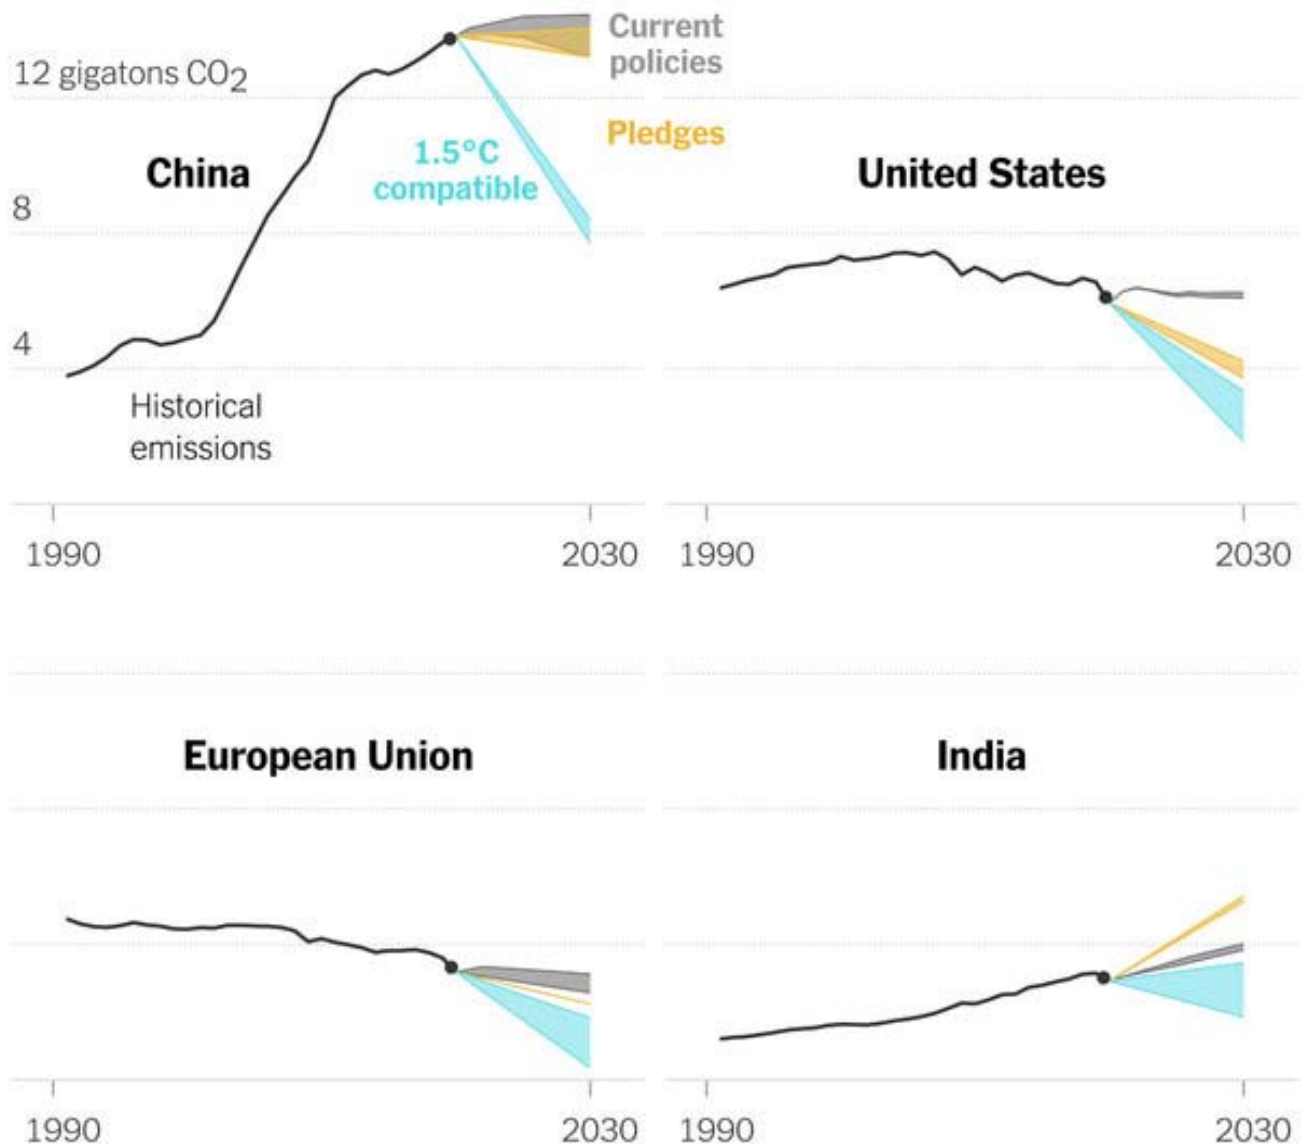 Current
policies
12 gigatons CO2
Pledges
1.5°C
compatible
China
United States
8
4
Historical
emissions
1990
2030
1990
2030
European Union
India
1990
2030
1990
2030